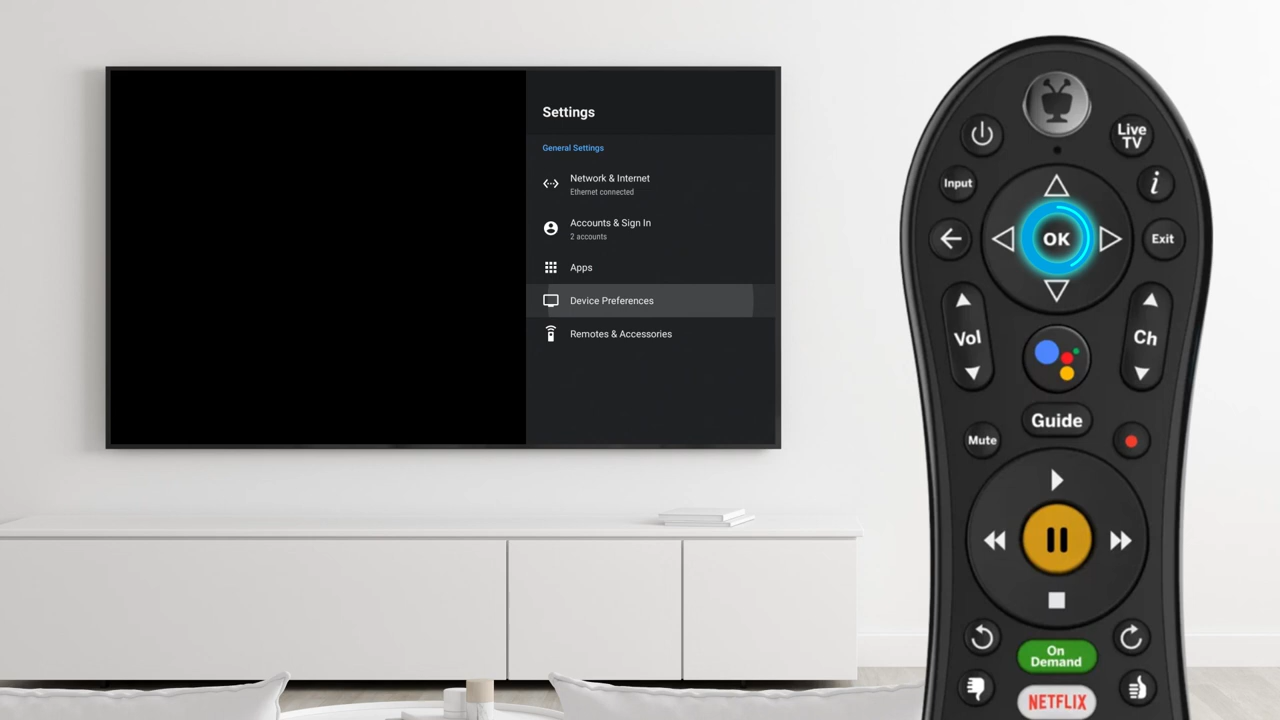 Settings
General Settings
Network & Internet
Ethernet connected
Accounts & Sign In
2 accounts
Apps
Device Preferences
Remotes & Accessories
Live
TV
Input
i
OK
Exit
Vol
Ch
Guide
Mute
On
Demand
NETFLIX